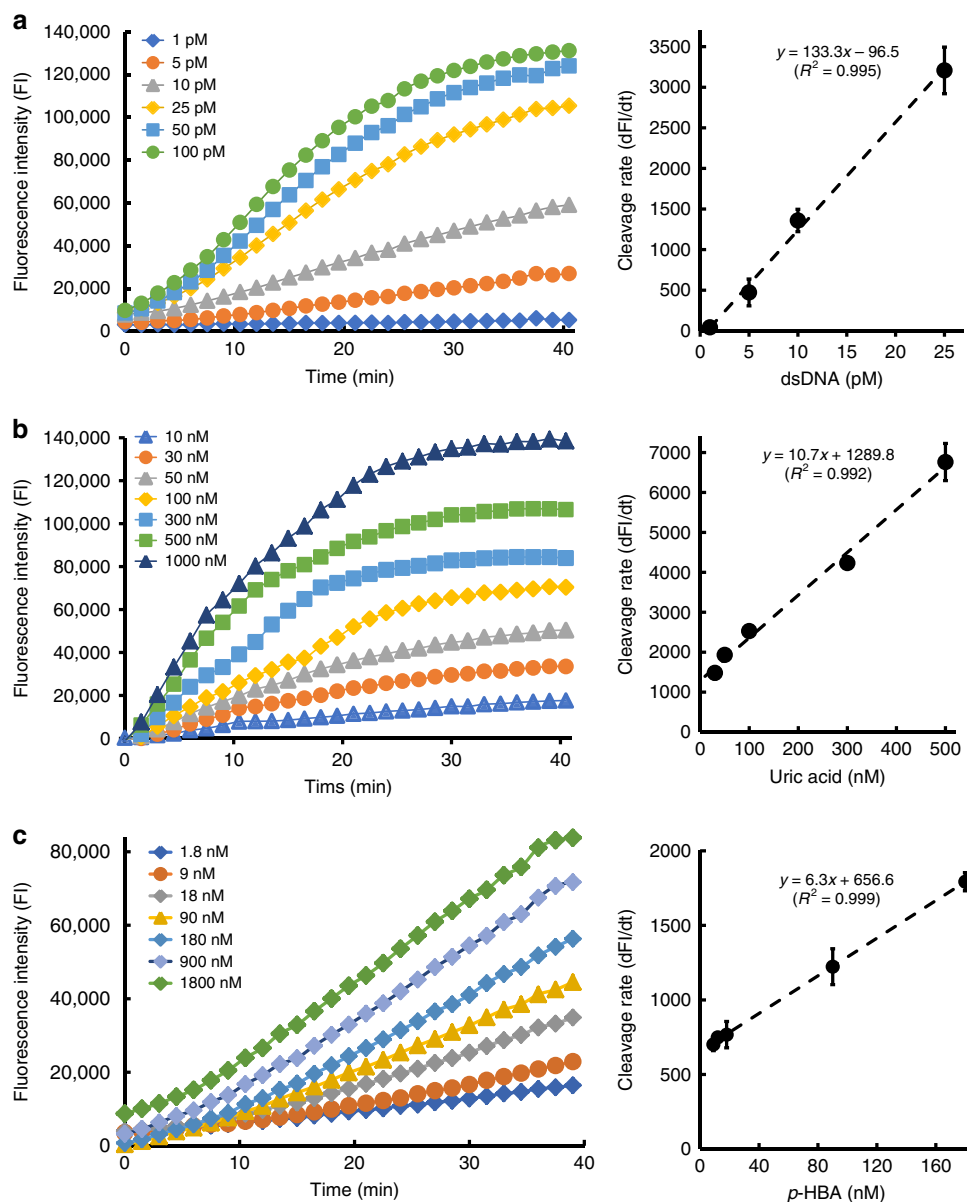 a
140,000
120,000
100,000
80,000
60,000
40,000
20,000
0
Fluorescence intensity (FI)
1 pM
5 pM
10 pM
25 pM
50 pM
100 pM
0 10 20 30 40
Time (min)
3500
3000
2500
2000
1500
1000
500
0
Cleavage rate (dFI/dt)
y = 133.3x – 96.5
(R² = 0.995)
0 5 10 15 20 25
dsDNA (pM)
b
140,000
120,000
100,000
80,000
60,000
40,000
20,000
0
Fluorescence intensity (FI)
10 nM
30 nM
50 nM
100 nM
300 nM
500 nM
1000 nM
0 10 20 30 40
Tims (min)
7000
6000
5000
4000
3000
2000
1000
0
Cleavage rate (dFI/dt)
y = 10.7x + 1289.8
(R² = 0.992)
0 100 200 300 400 500
Uric acid (nM)
c
80,000
60,000
40,000
20,000
0
Fluorescence intensity (FI)
1.8 nM
9 nM
18 nM
90 nM
180 nM
900 nM
1800 nM
0 10 20 30 40
Time (min)
2000
1500
1000
500
0
Cleavage rate (dFI/dt)
y = 6.3x + 656.6
(R² = 0.999)
0 40 80 120 160
p-HBA (nM)